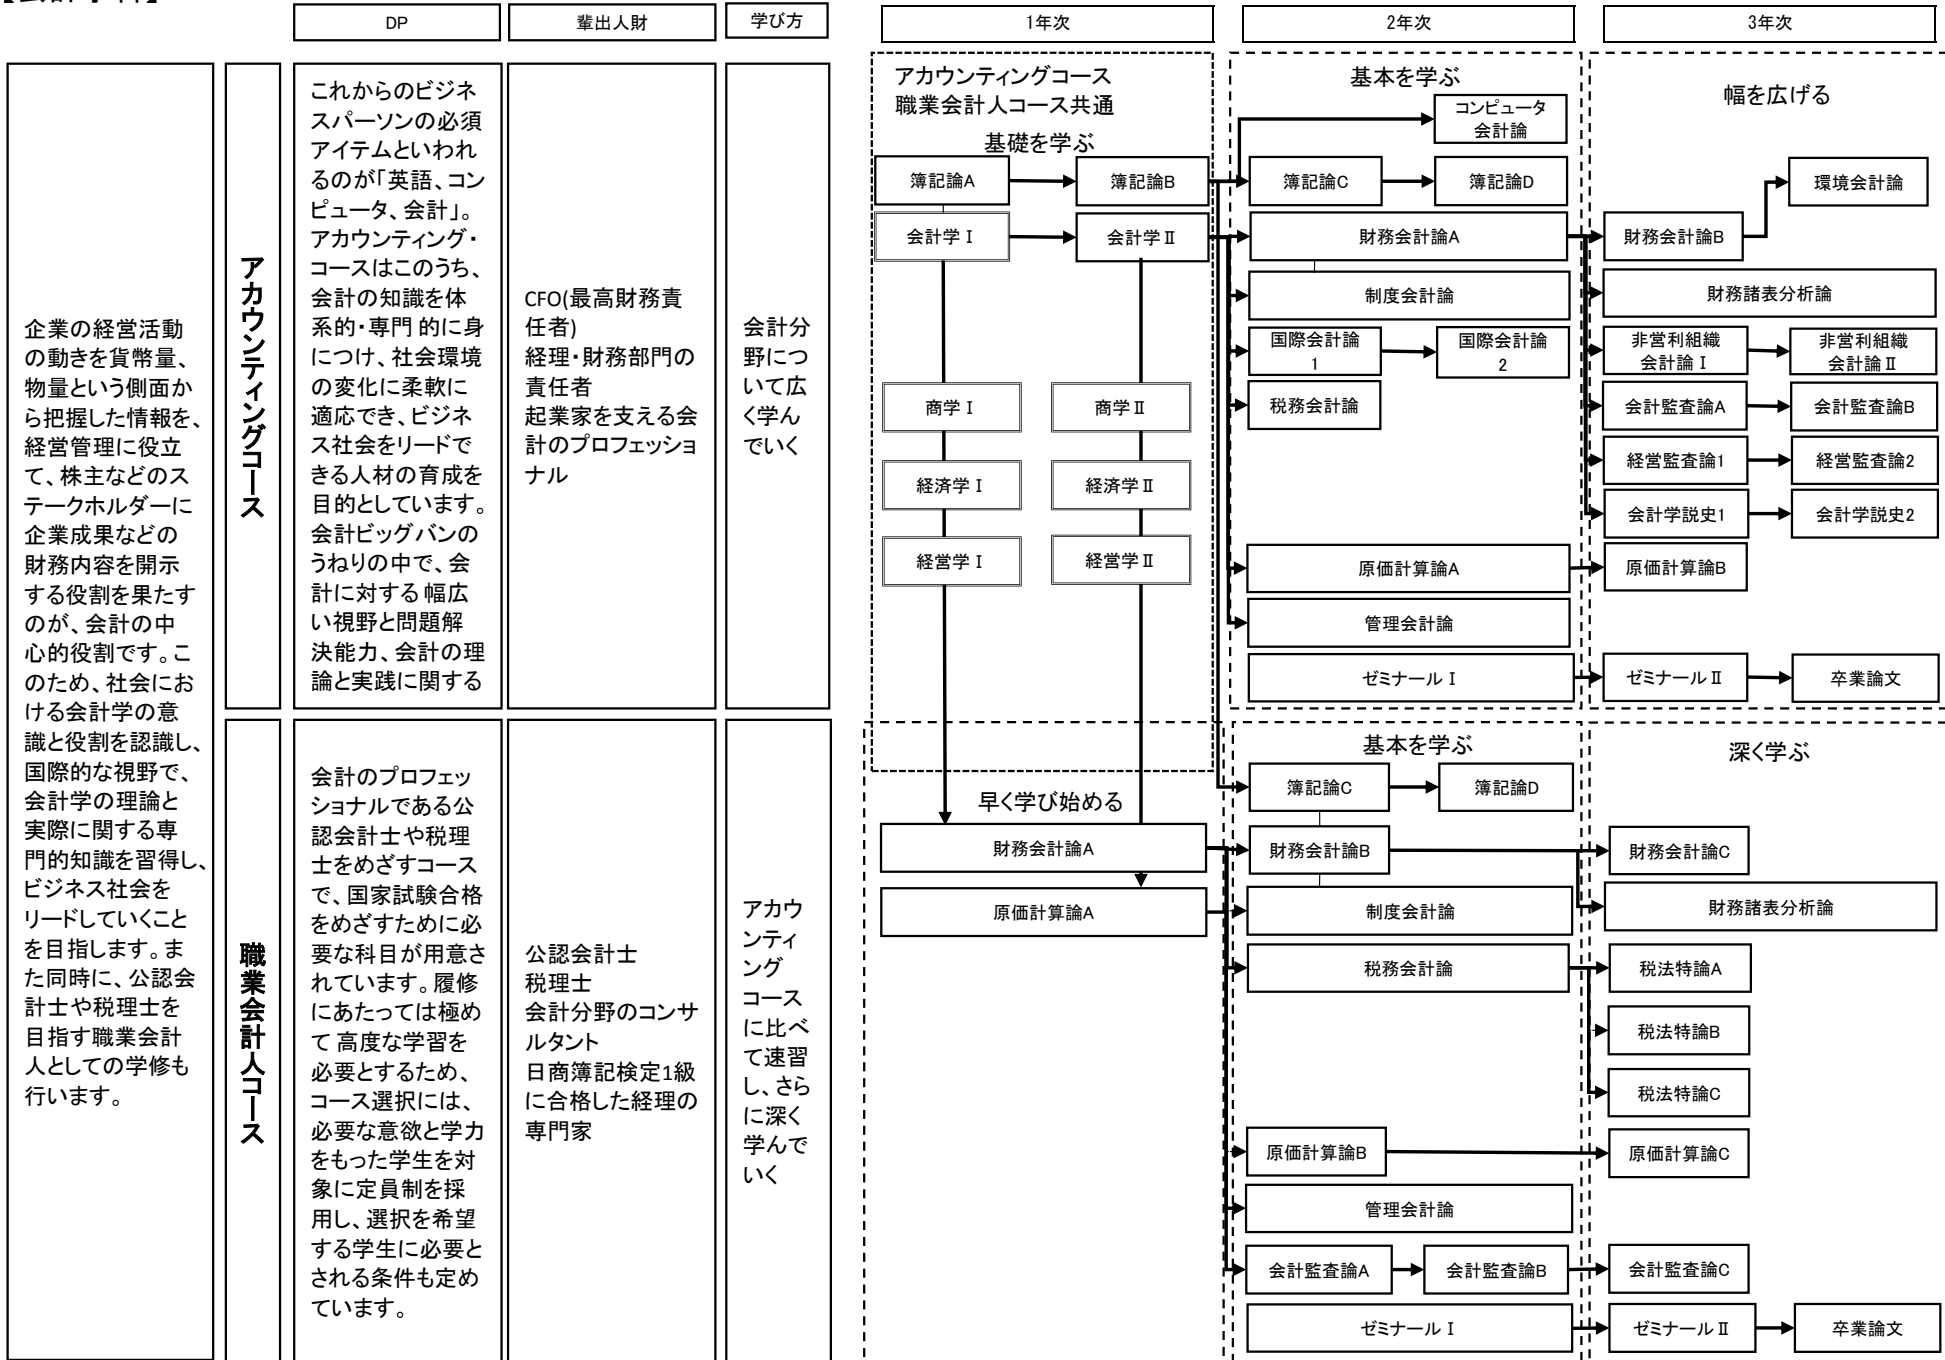 DP
輩出人財
学び方
1年次
2年次
3年次
企業の経営活動
の動きを貨幣量、
物量という側面か
ら把握した情報を、
経営管理に役立
て、株主などのス
テークホルダーに
企業成果などの
財務内容を開示
する役割を果たす
のが、会計の中
心的役割です。こ
のため、社会にお
ける会計学の意
識と役割を認識し、
国際的な視野で、
会計学の理論と
実際に関する専
門的知識を習得し、
ビジネス社会を
リードしていくこと
を目指します。ま
た同時に、公認会
計士や税理士を
目指す職業会計
人としての学修も
行います。
アカウンティングコース
これからのビジネ
スパーソンの必須
アイテムといわれ
るのが「英語、コン
ピュータ、会計」。
アカウンティング・
コースはこのうち、
会計の知識を体
系的・専門 的に身
につけ、社会環境
の変化に柔軟に
適応でき、ビジネ
ス社会をリードで
きる人材の育成を
目的としています。
会計ビッグバンの
うねりの中で、会
計に対する 幅広
い視野と問題解
決能力、会計の理
論と実践に関する
CFO(最高財務責
任者)
経理・財務部門の
責任者
起業家を支える会
計のプロフェッショ
ナル
会計分
野につ
いて広
く学ん
でいく
アカウンティングコース
職業会計人コース共通
基礎を学ぶ
簿記論A
簿記論B
会計学Ⅰ
会計学Ⅱ
商学Ⅰ
商学Ⅱ
経済学Ⅰ
経済学Ⅱ
経営学Ⅰ
経営学Ⅱ
基本を学ぶ
コンピュータ
会計論
簿記論C
簿記論D
財務会計論A
制度会計論
国際会計論
1
国際会計論
2
税務会計論
原価計算論A
管理会計論
ゼミナールⅠ
幅を広げる
環境会計論
財務会計論B
財務諸表分析論
非営利組織
会計論Ⅰ
非営利組織
会計論Ⅱ
会計監査論A
会計監査論B
経営監査論1
経営監査論2
会計学説史1
会計学説史2
原価計算論B
ゼミナールⅡ
卒業論文
職業会計人コース
会計のプロフェッ
ショナルである公
認会計士や税理
士をめざすコース
で、国家試験合格
をめざすために必
要な科目が用意さ
れています。履修
にあたっては極め
て 高度な学習を
必要とするため、
コース選択には、
必要な意欲と学力
をもった学生を対
象に定員制を採
用し、選択を希望
する学生に必要と
される条件も定め
ています。
公認会計士
税理士
会計分野のコンサ
ルタント
日商簿記検定1級
に合格した経理の
専門家
アカウ
ンティ
ング
コース
に比べ
て速習
し、さら
に深く
学んで
いく
早く学び始める
財務会計論A
原価計算論A
基本を学ぶ
簿記論C
簿記論D
財務会計論B
制度会計論
税務会計論
原価計算論B
管理会計論
会計監査論A
会計監査論B
ゼミナールⅠ
深く学ぶ
財務会計論C
財務諸表分析論
税法特論A
税法特論B
税法特論C
原価計算論C
会計監査論C
ゼミナールⅡ
卒業論文